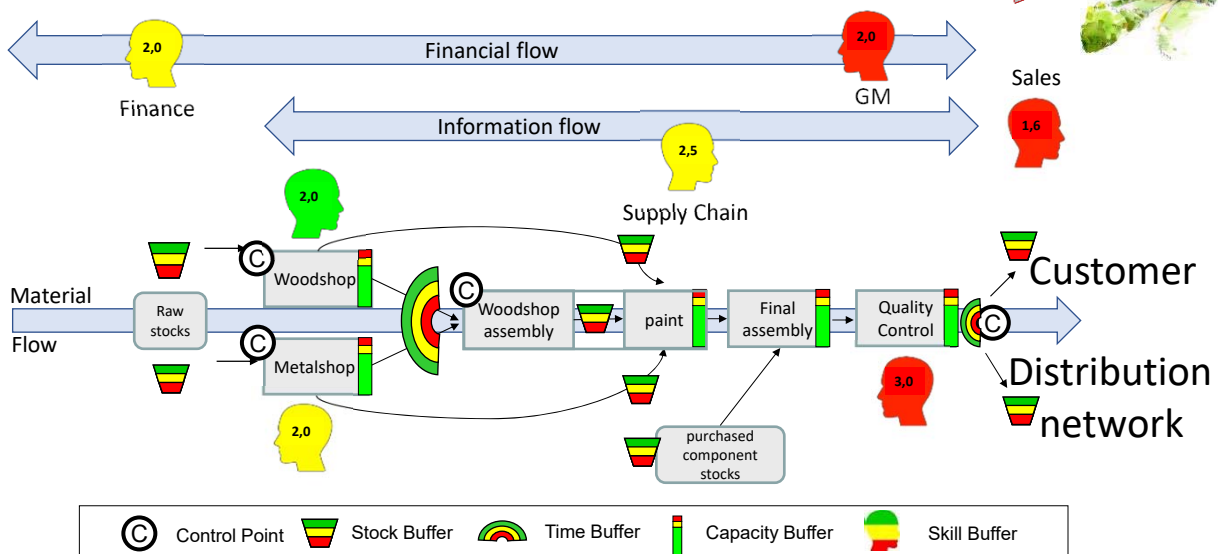 2,0
Financial flow
2,0
Finance
GM
Sales
Information flow
1,6
2,5
2,0
Supply Chain
C
Woodshop
Customer
Material
Flow
Raw
stocks
C
Woodshop
assembly
paint
Final
assembly
Quality
Control
C
C
Metalshop
Distribution
network
3,0
2,0
purchased
component
stocks
C Control Point Stock Buffer Time Buffer Capacity Buffer Skill Buffer